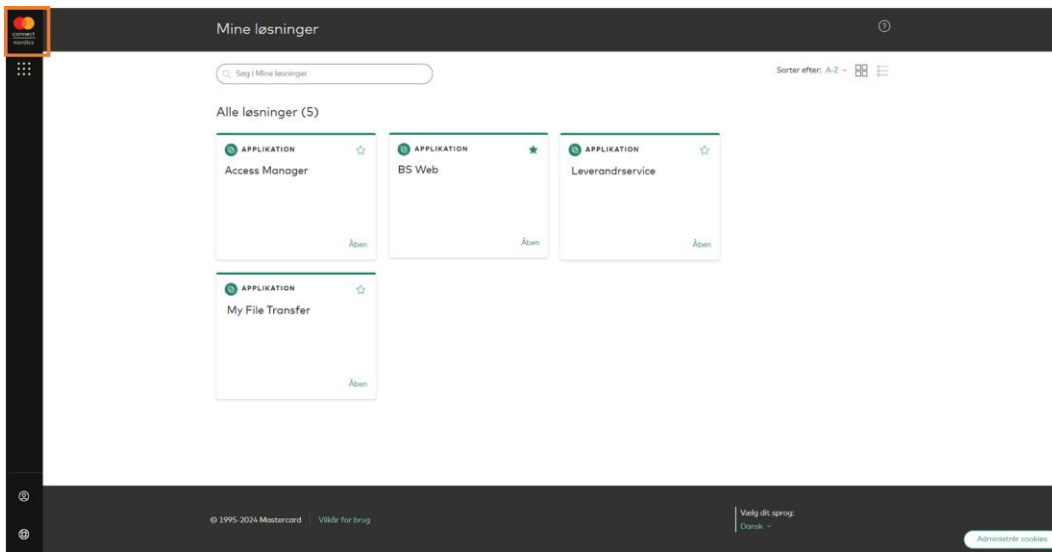 connect
nordics
Mine løsninger
Søg i Mine løsninger
Sorter efter: A-Z
Alle løsninger (5)
APPLIKATION
Access Manager
Åben
APPLIKATION
BS Web
Åben
APPLIKATION
Leverandrservice
Åben
APPLIKATION
My File Transfer
Åben
© 1995-2024 Mastercard
Vilkår for brug
Vælg dit sprog:
Dansk
Administrér cookies